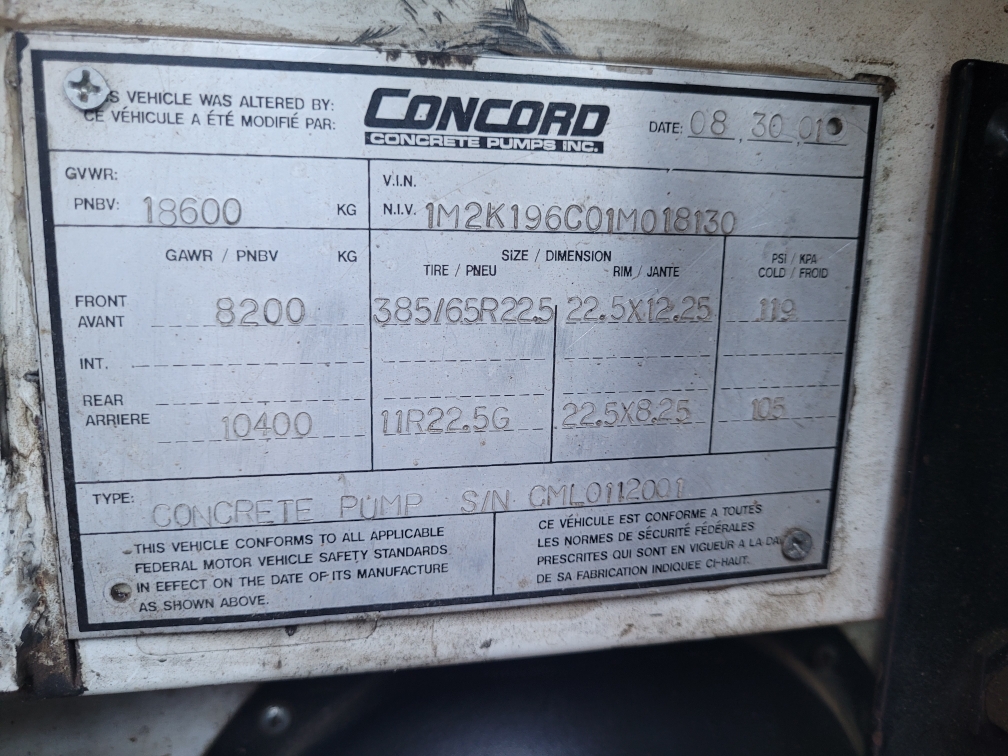 S VEHICLE WAS ALTERED BY:
CE VÉHICULE A ÉTÉ MODIFIÉ PAR:
CONCORD
CONCRETE PUMPS INC.
DATE: 08 30 01
GVWR:
PNBV: 18600 KG
V.I.N.
N.I.V. 1M2K196C01M018130
GAWR / PNBV KG
SIZE / DIMENSION
TIRE / PNEU RIM / JANTE
PSI / KPA
COLD / FROID
FRONT
AVANT 8200 385/65R22.5 22.5X12.25 119
INT.
REAR
ARRIERE 10400 11R22.5G 22.5X8.25 105
TYPE: CONCRETE PUMP S/N CML0112001
THIS VEHICLE CONFORMS TO ALL APPLICABLE
FEDERAL MOTOR VEHICLE SAFETY STANDARDS
IN EFFECT ON THE DATE OF ITS MANUFACTURE
AS SHOWN ABOVE.
CE VÉHICULE EST CONFORME A TOUTES
LES NORMES DE SÉCURITÉ FÉDÉRALES
PRESCRITES QUI SONT EN VIGUEUR A LA DA
DE SA FABRICATION INDIQUEE CI-HAUT.